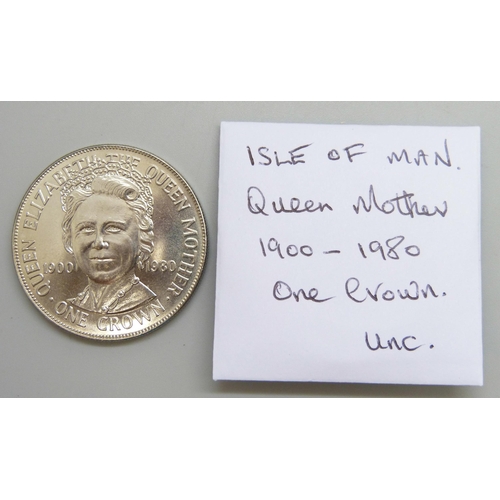 QUEEN ELIZABETH THE QUEEN MOTHER ·
1900 1980
· ONE CROWN ·
ISLE OF MAN.
Queen Mother
1900 – 1980
One Crown.
Unc.